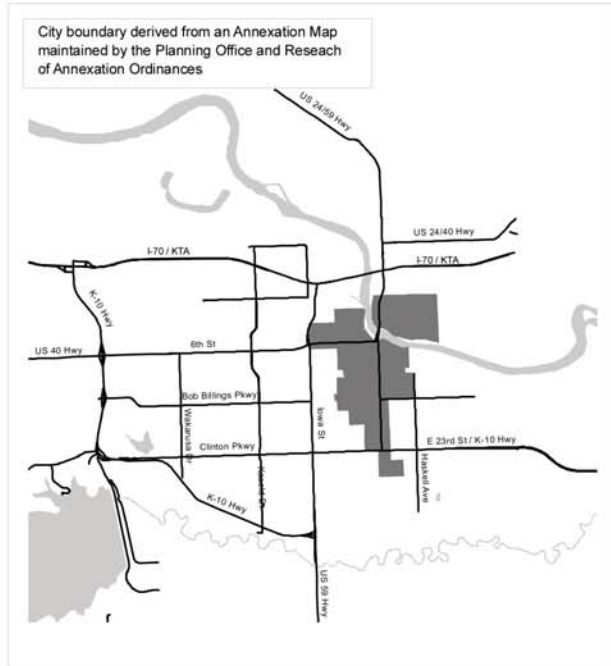 City boundary derived from an Annexation Map
maintained by the Planning Office and Reseach
of Annexation Ordinances
US 24/59 Hwy
US 24/40 Hwy
I-70 / KTA
I-70 / KTA
K-10 Hwy
6th St
US 40 Hwy
Bob Billings Pkwy
Wakarusa Dr
Iowa St
Clinton Pkwy
E 23rd St / K-10 Hwy
Kasold Dr
Haskell Ave
K-10 Hwy
US 59 Hwy